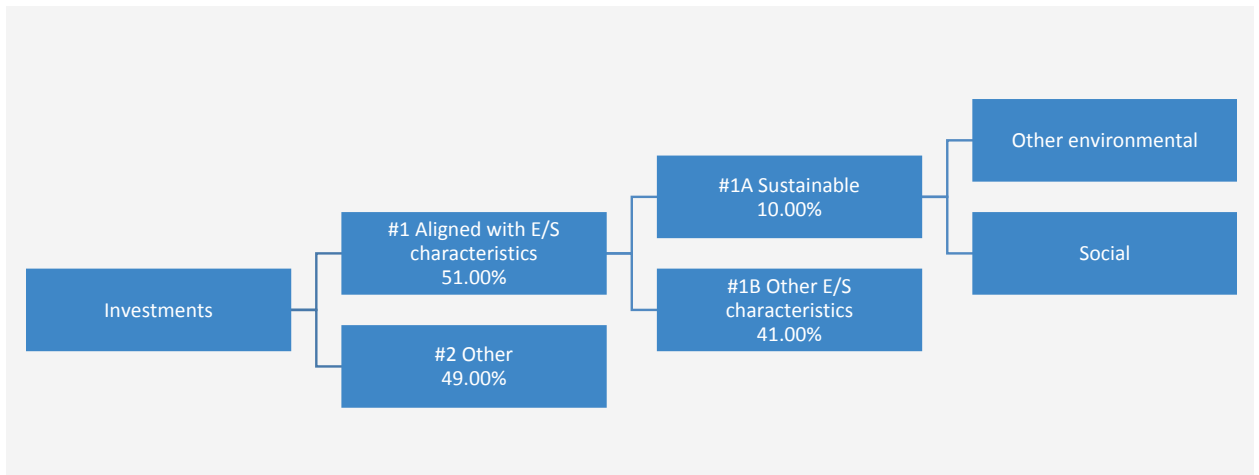 Investments
#1 Aligned with E/S
characteristics
51.00%
#2 Other
49.00%
#1A Sustainable
10.00%
#1B Other E/S
characteristics
41.00%
Other environmental
Social